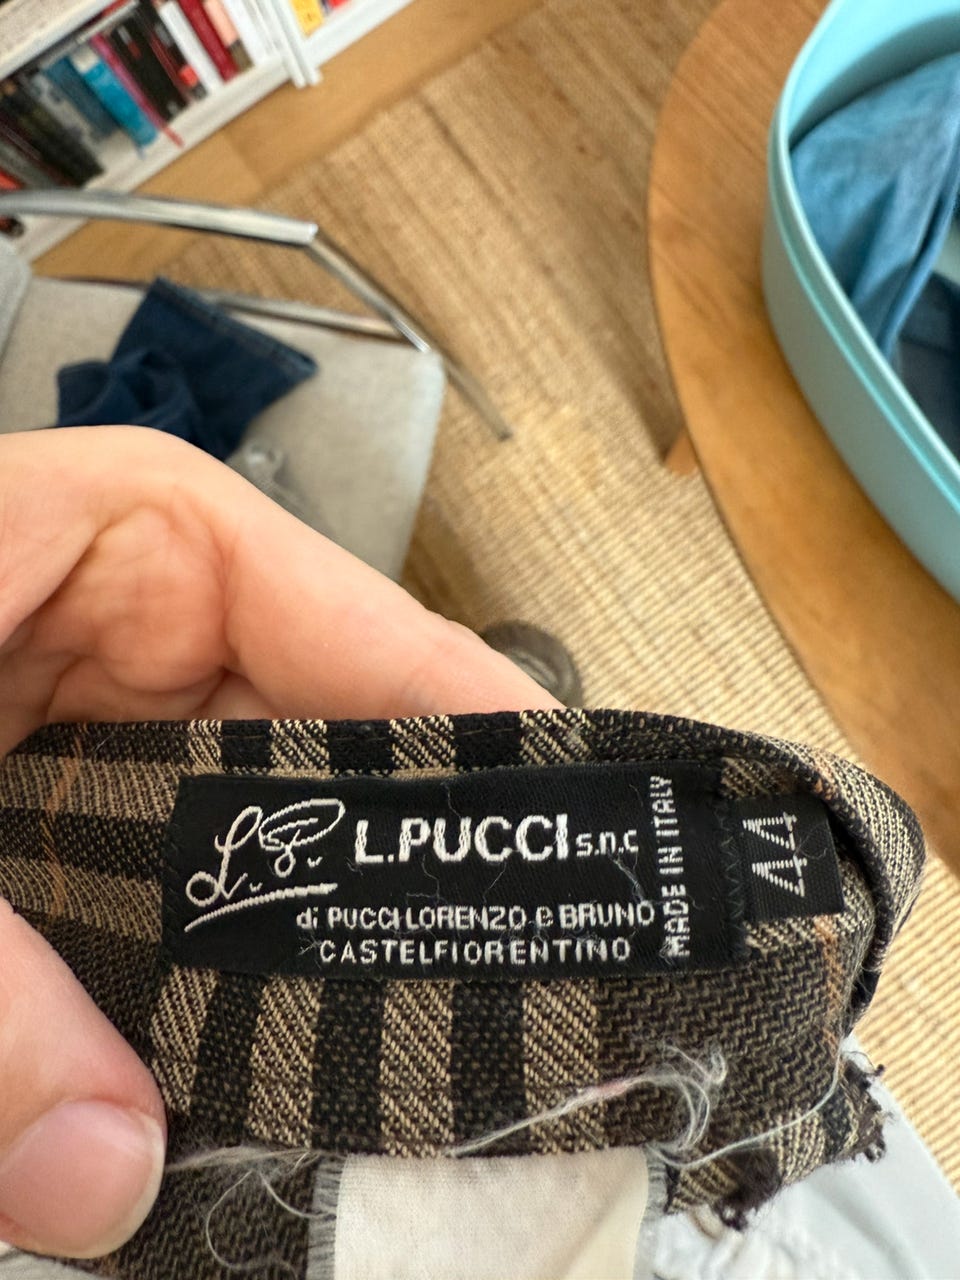 L.P.
L.PUCCI s.n.c
di PUCCI LORENZO e BRUNO
CASTELFIORENTINO
MADE IN ITALY
44